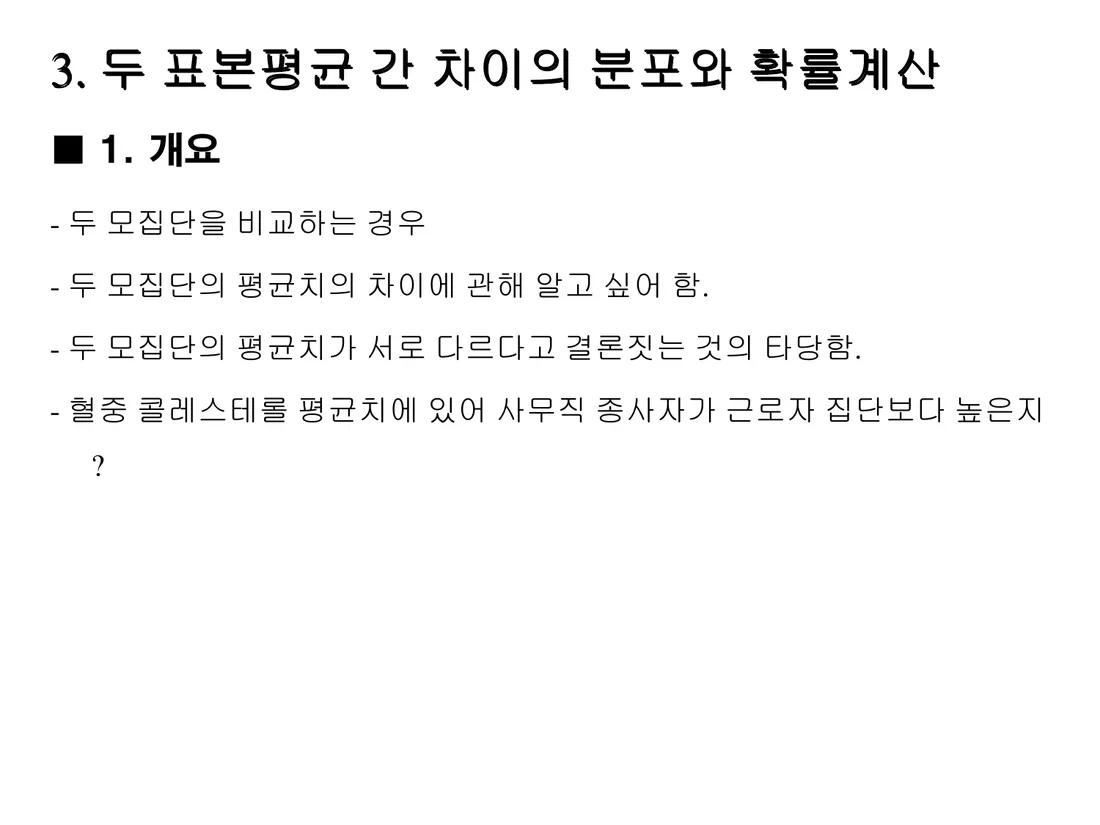 3. 두 표본평균 간 차이의 분포와 확률계산
■ 1. 개요
- 두 모집단을 비교하는 경우
- 두 모집단의 평균치의 차이에 관해 알고 싶어 함.
- 두 모집단의 평균치가 서로 다르다고 결론짓는 것의 타당함.
- 혈중 콜레스테롤 평균치에 있어 사무직 종사자가 근로자 집단보다 높은지
?